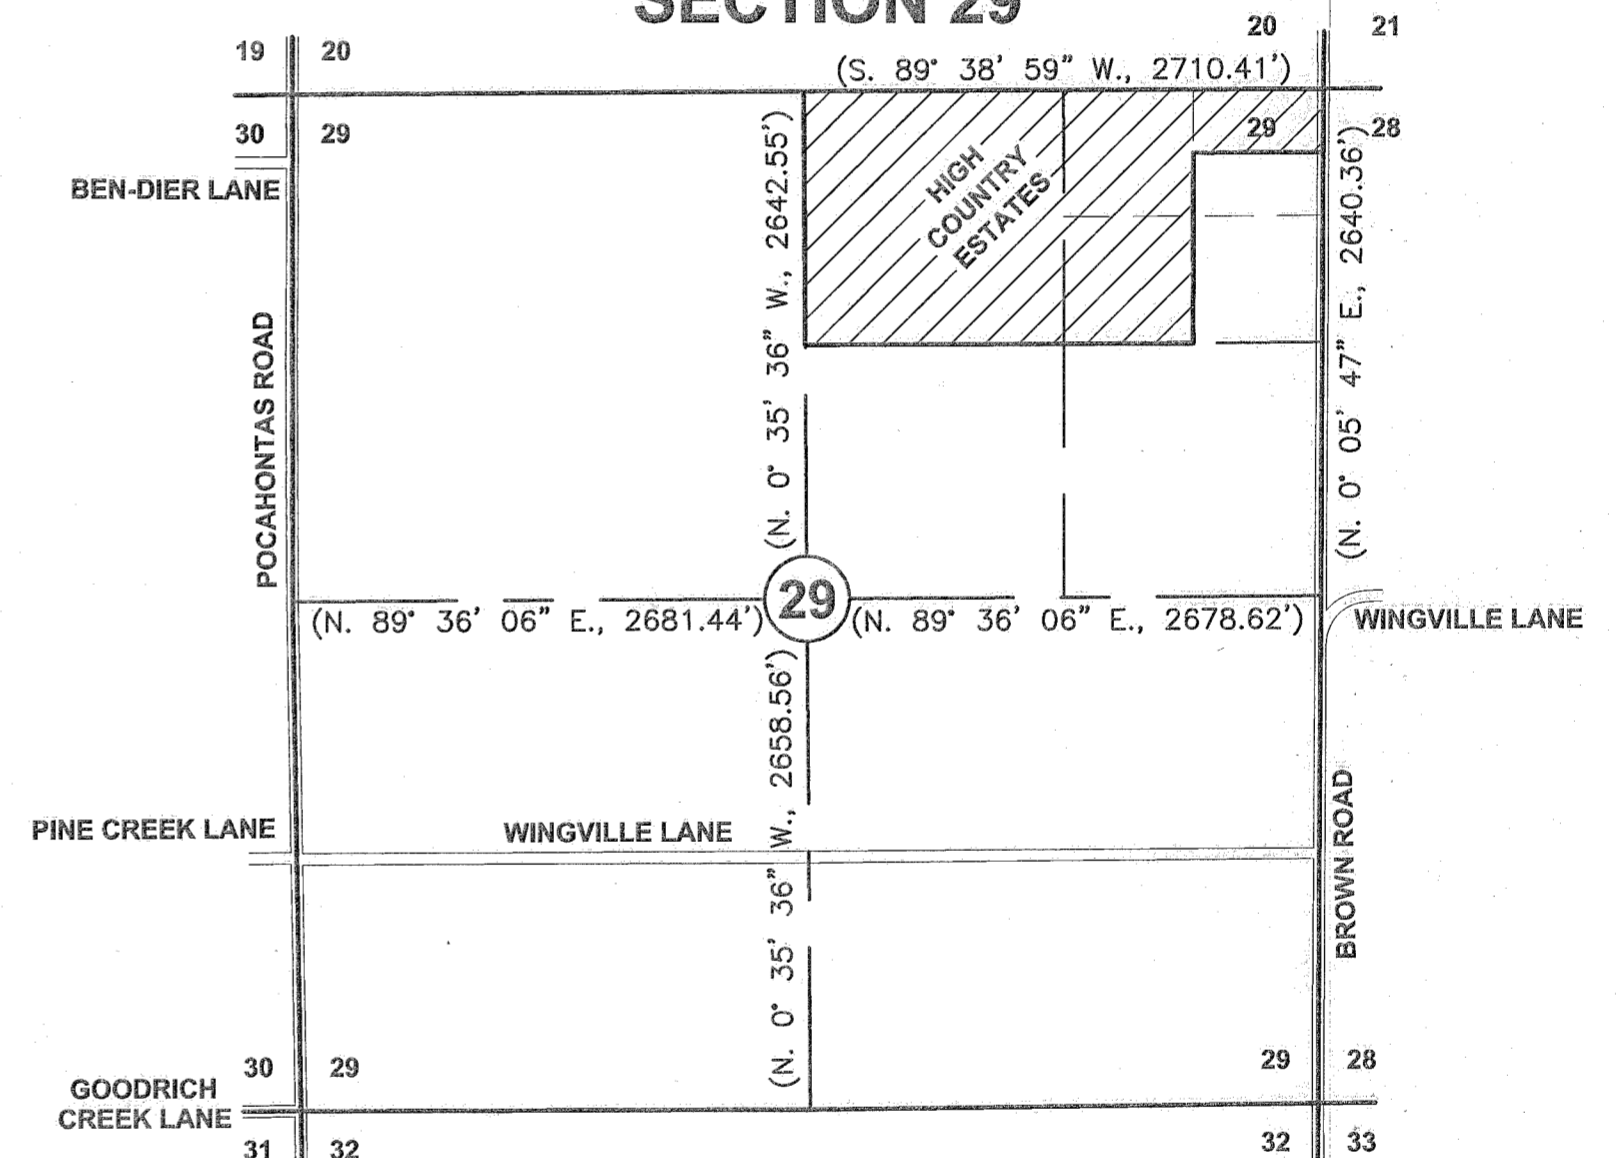 SECTION 29
19 20
20 21
(S. 89° 38' 59" W., 2710.41')
30 29
29 28
BEN-DIER LANE
HIGH
COUNTRY
ESTATES
(N. 0° 35' 36" W., 2642.55')
(N. 0° 05' 47" E., 2640.36')
POCAHONTAS ROAD
29
(N. 89° 36' 06" E., 2681.44')
(N. 89° 36' 06" E., 2678.62')
WINGVILLE LANE
(N. 0° 35' 36" W., 2658.56')
PINE CREEK LANE
WINGVILLE LANE
BROWN ROAD
30 29
29 28
GOODRICH
CREEK LANE
31 32
32 33